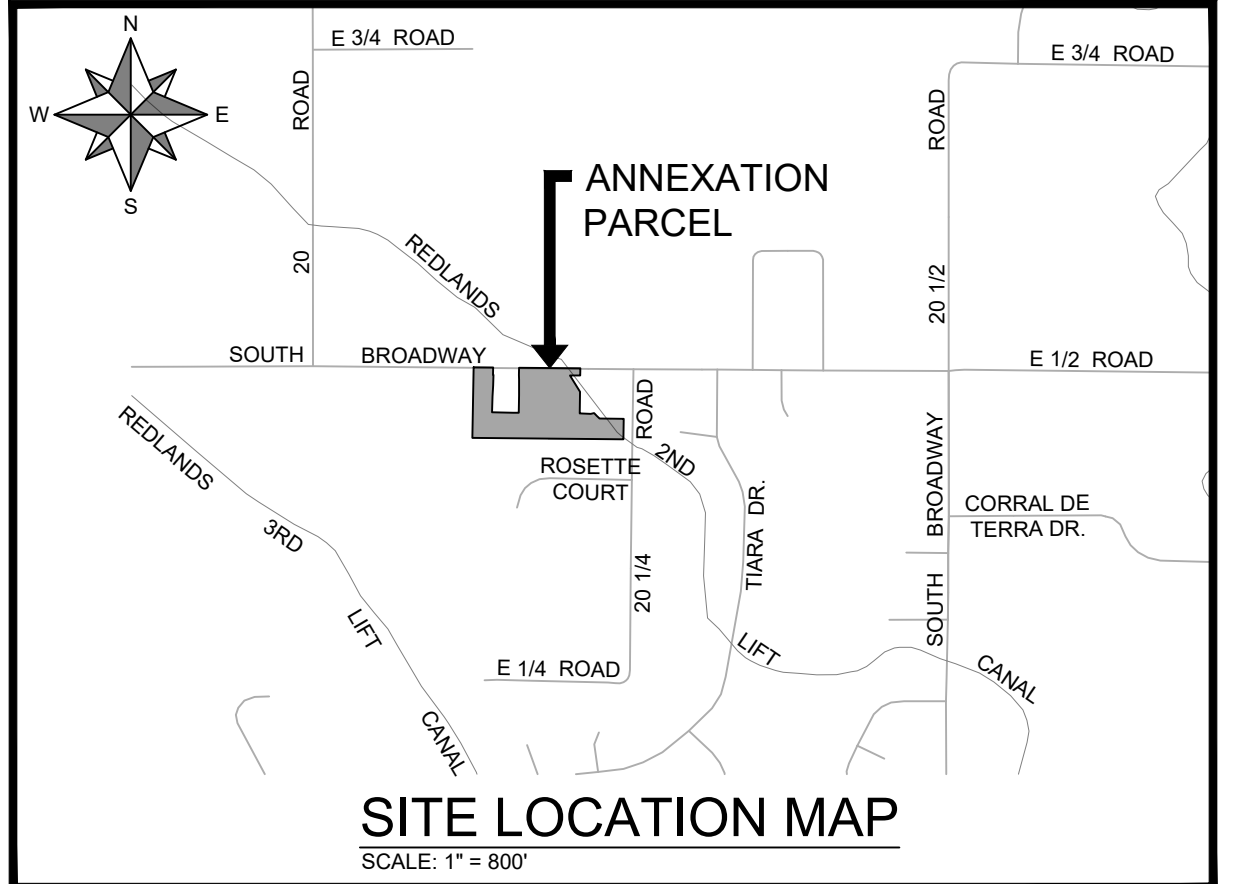 N
W
E
S
E 3/4 ROAD
E 3/4 ROAD
20 ROAD
20 1/2 ROAD
ANNEXATION
PARCEL
REDLANDS
SOUTH BROADWAY
E 1/2 ROAD
REDLANDS
3RD
LIFT
CANAL
ROSETTE
COURT
20 1/4 ROAD
2ND
LIFT
CANAL
TIARA DR.
SOUTH BROADWAY
CORRAL DE
TERRA DR.
E 1/4 ROAD
SITE LOCATION MAP
SCALE: 1" = 800'